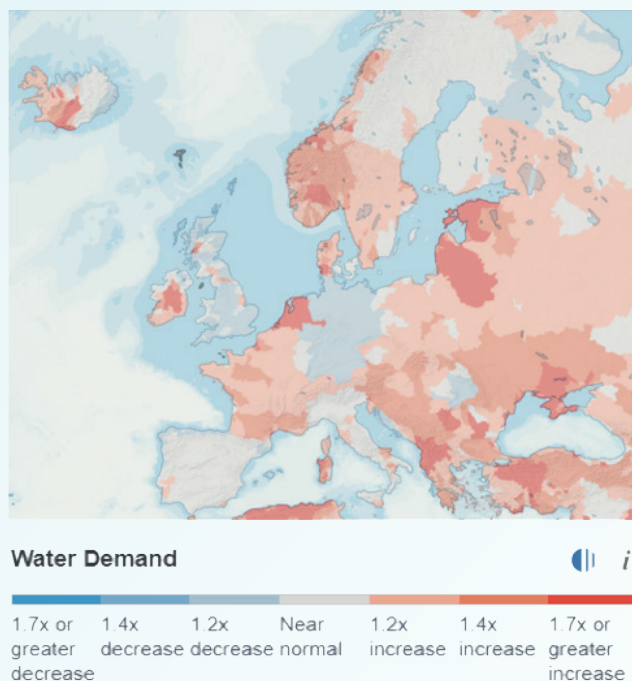 Water Demand
i
1.7x or
greater
decrease
1.4x
decrease
1.2x
decrease
Near
normal
1.2x
increase
1.4x
increase
1.7x or
greater
increase